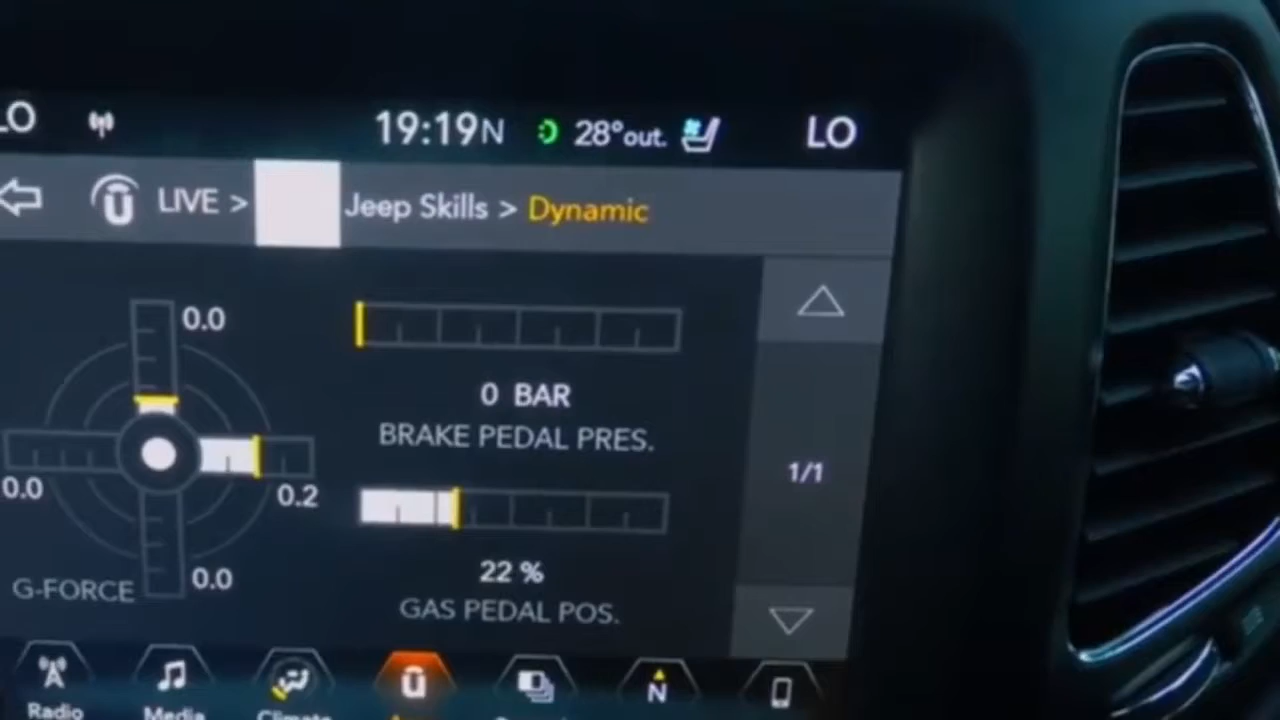 LO 19:19N 28°out. LO
LIVE > Jeep Skills > Dynamic
0.0
0 BAR
BRAKE PEDAL PRES.
1/1
0.0 0.2
22 %
0.0
G-FORCE
GAS PEDAL POS.
N
Radio Media Climate